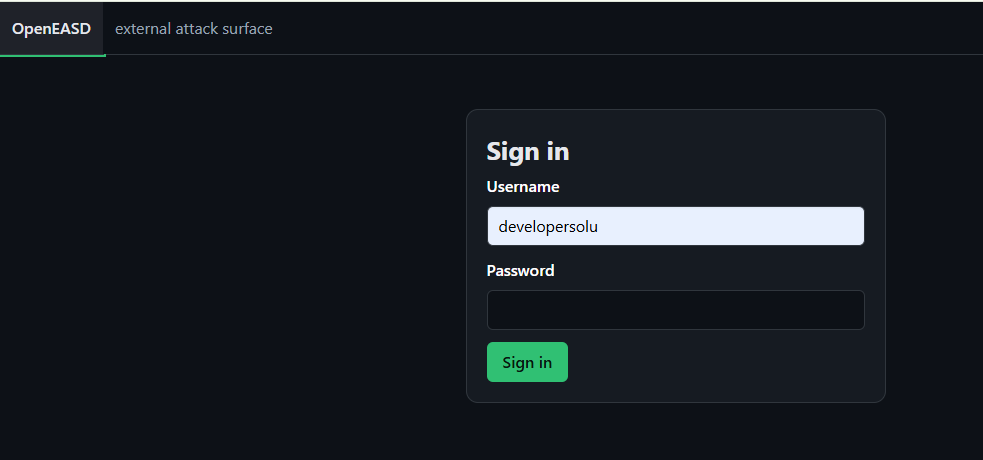 OpenEASD external attack surface
Sign in
Username
developersolu
Password
Sign in